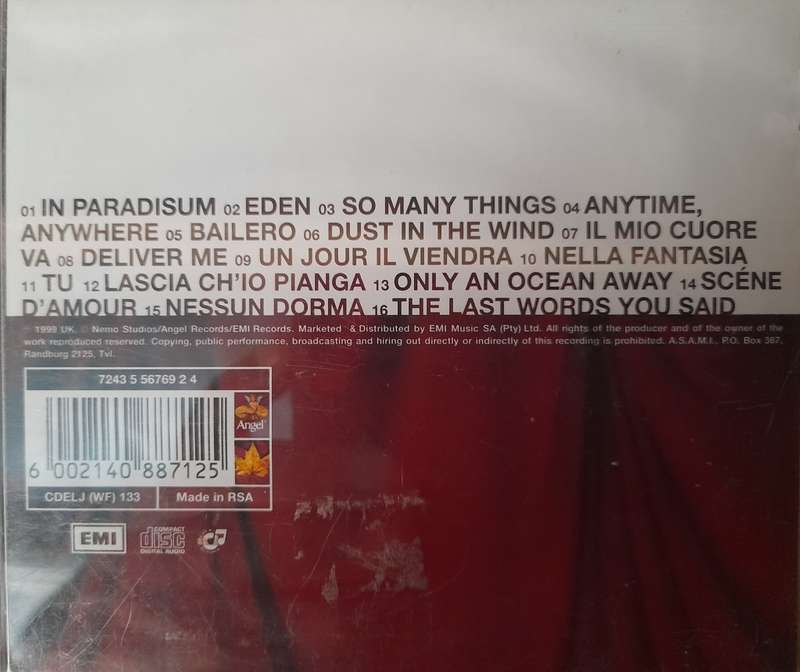 01 IN PARADISUM 02 EDEN 03 SO MANY THINGS 04 ANYTIME,
ANYWHERE 05 BAILERO 06 DUST IN THE WIND 07 IL MIO CUORE
VA 08 DELIVER ME 09 UN JOUR IL VIENDRA 10 NELLA FANTASIA
11 TU 12 LASCIA CH'IO PIANGA 13 ONLY AN OCEAN AWAY 14 SCÉNE
D'AMOUR 15 NESSUN DORMA 16 THE LAST WORDS YOU SAID
℗ 1999 UK. © Nemo Studios/Angel Records/EMI Records. Marketed & Distributed by EMI Music SA (Pty) Ltd. All rights of the producer and of the owner of the
work reproduced reserved. Copying, public performance, broadcasting and hiring out directly or indirectly of this recording is prohibited. A.S.A.M.I., P.O. Box 367,
Randburg 2125, Tvl.
7243 5 56769 2 4
Angel
6 002140 887125
CDELJ (WF) 133 Made in RSA
EMI
COMPACT
disc
DIGITAL AUDIO